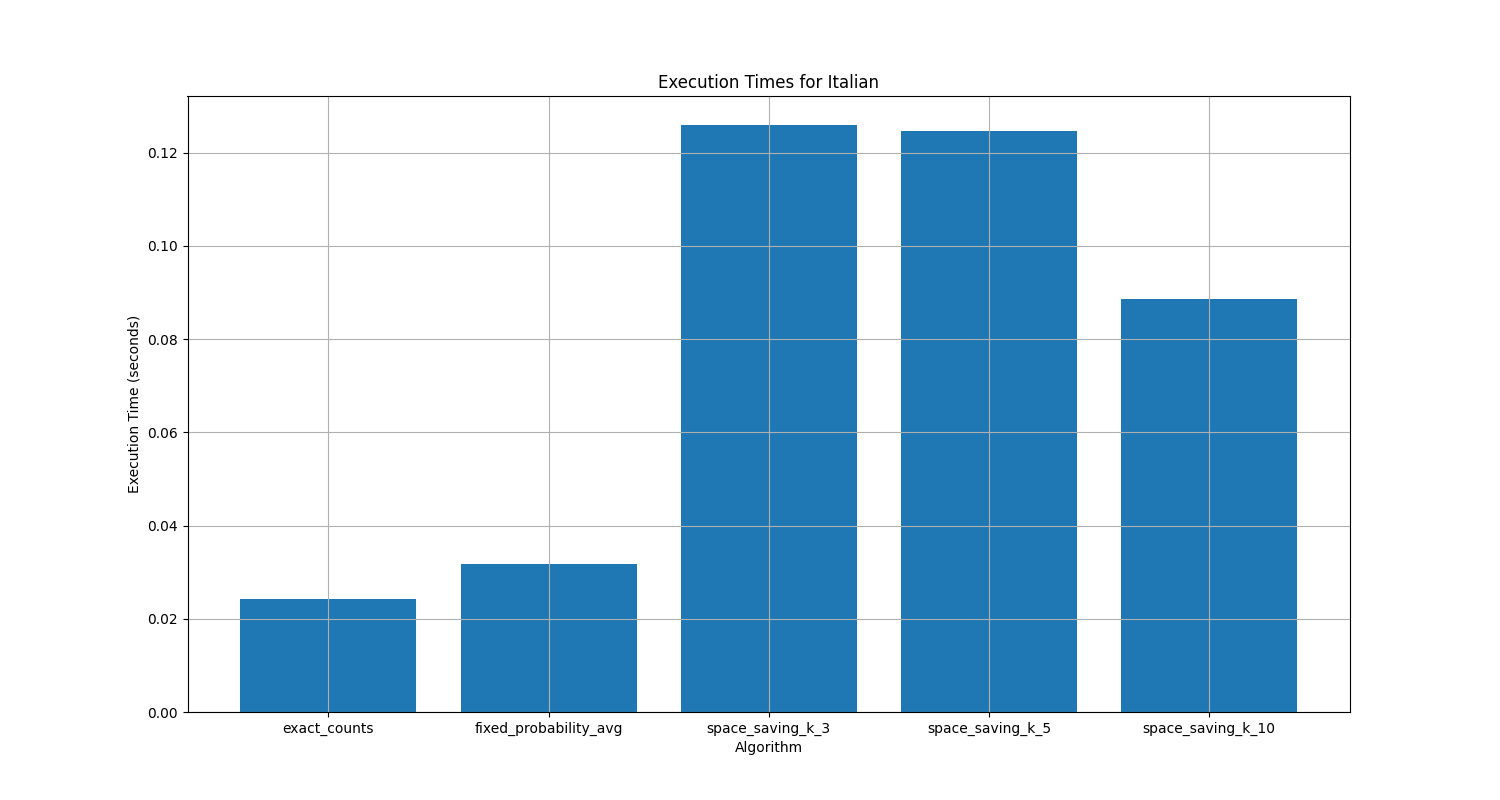 Execution Times for Italian
Execution Time (seconds)
0.12
0.10
0.08
0.06
0.04
0.02
0.00
exact_counts fixed_probability_avg space_saving_k_3 space_saving_k_5 space_saving_k_10
Algorithm